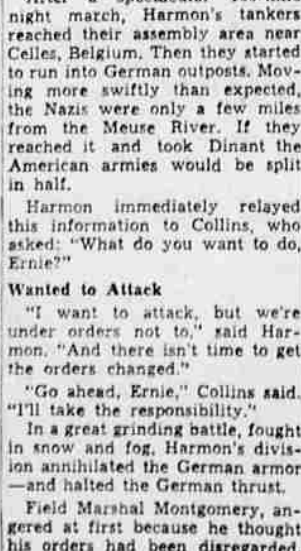 night march, Harmon's tankers
reached their assembly area near
Celles, Belgium. Then they started
to run into German outposts. Mov-
ing more swiftly than expected,
the Nazis were only a few miles
from the Meuse River. If they
reached it and took Dinant the
American armies would be split
in half.
Harmon immediately relayed
this information to Collins, who
asked: "What do you want to do,
Ernie?"
Wanted to Attack
"I want to attack, but we're
under orders not to," said Har-
mon. "And there isn't time to get
the orders changed."
"Go ahead, Ernie," Collins said.
"I'll take the responsibility."
In a great grinding battle, fought
in snow and fog, Harmon's divis-
ion annihilated the German armor
—and halted the German thrust.
Field Marshal Montgomery, an-
gered at first because he thought
his orders had been disregarded